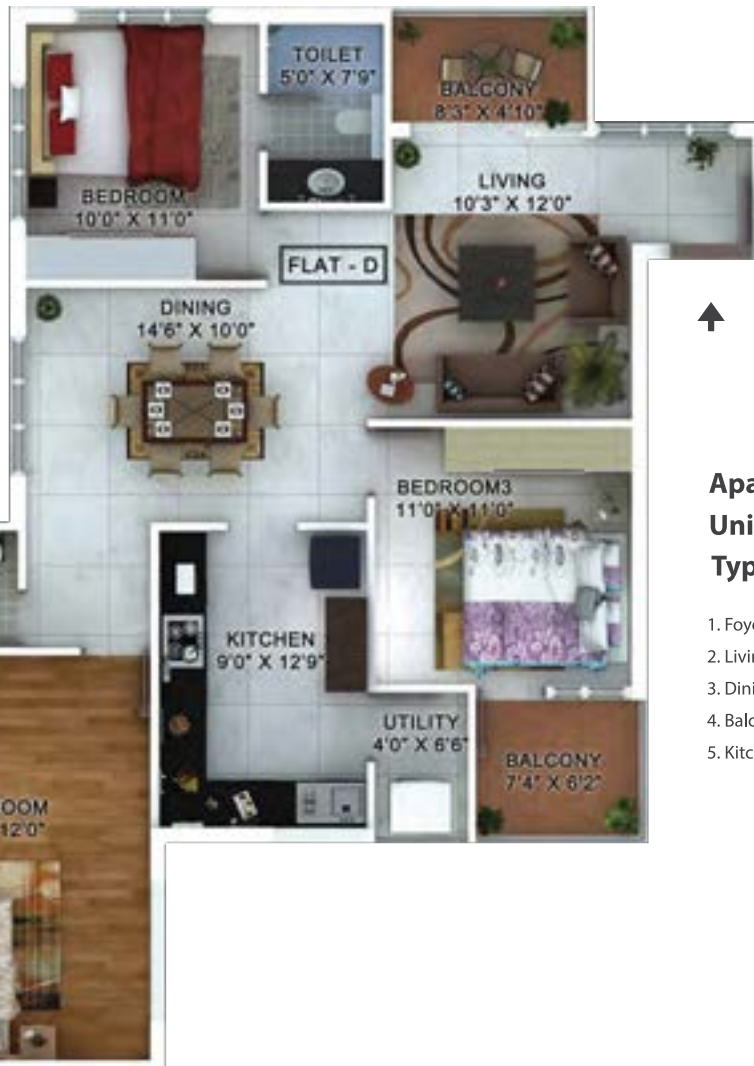 TOILET
5'0" X 7'9"
BALCONY
8'3" X 4'10"
BEDROOM
10'0" X 11'0"
LIVING
10'3" X 12'0"
FLAT - D
DINING
14'6" X 10'0"
BEDROOM3
11'0" X 11'0"
KITCHEN
9'0" X 12'9"
UTILITY
4'0" X 6'6"
BALCONY
7'4" X 6'2"
OOM
12'0"
Apa
Uni
Typ
1. Foye
2. Livin
3. Dini
4. Balc
5. Kitc